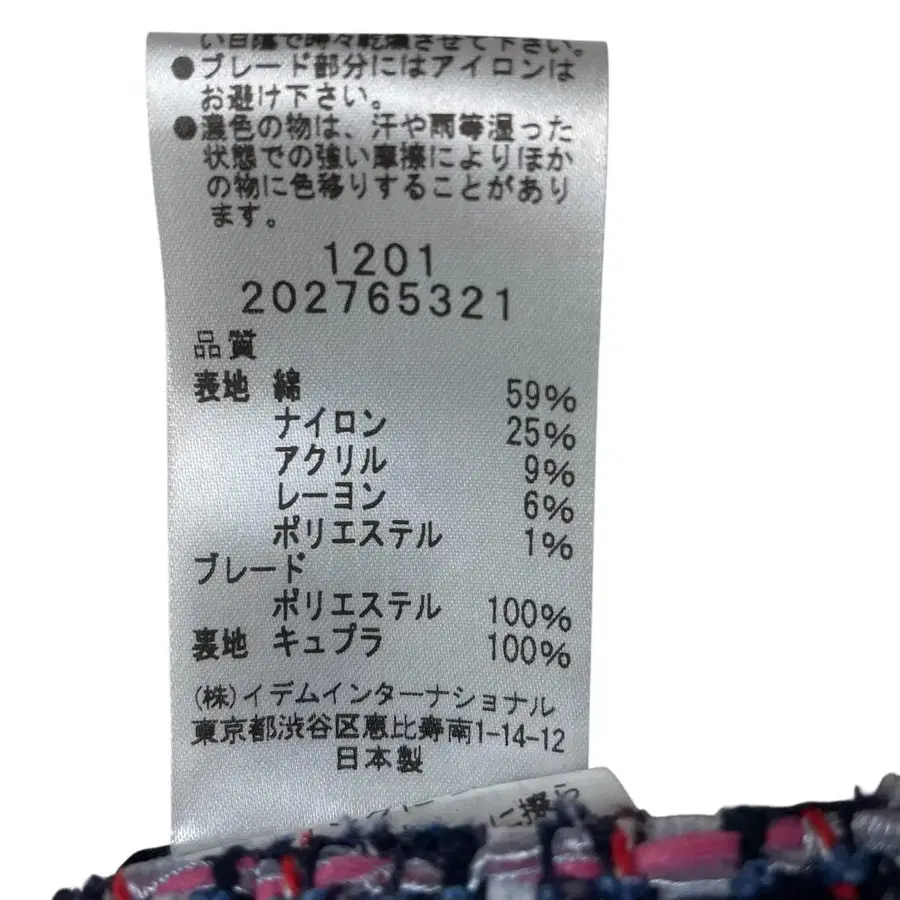 い日陰で時々乾燥させて下さい。
●ブレード部分にはアイロンは
お避け下さい。
●濃色の物は、汗や雨等湿った
状態での強い摩擦によりほか
の物に色移りすることがあり
ます。
1201
202765321
品質
表地 綿 59%
ナイロン 25%
アクリル 9%
レーヨン 6%
ポリエステル 1%
ブレード
ポリエステル 100%
裏地 キュプラ 100%
(株)イデムインターナショナル
東京都渋谷区恵比寿南1-14-12
日本製
に擦ら